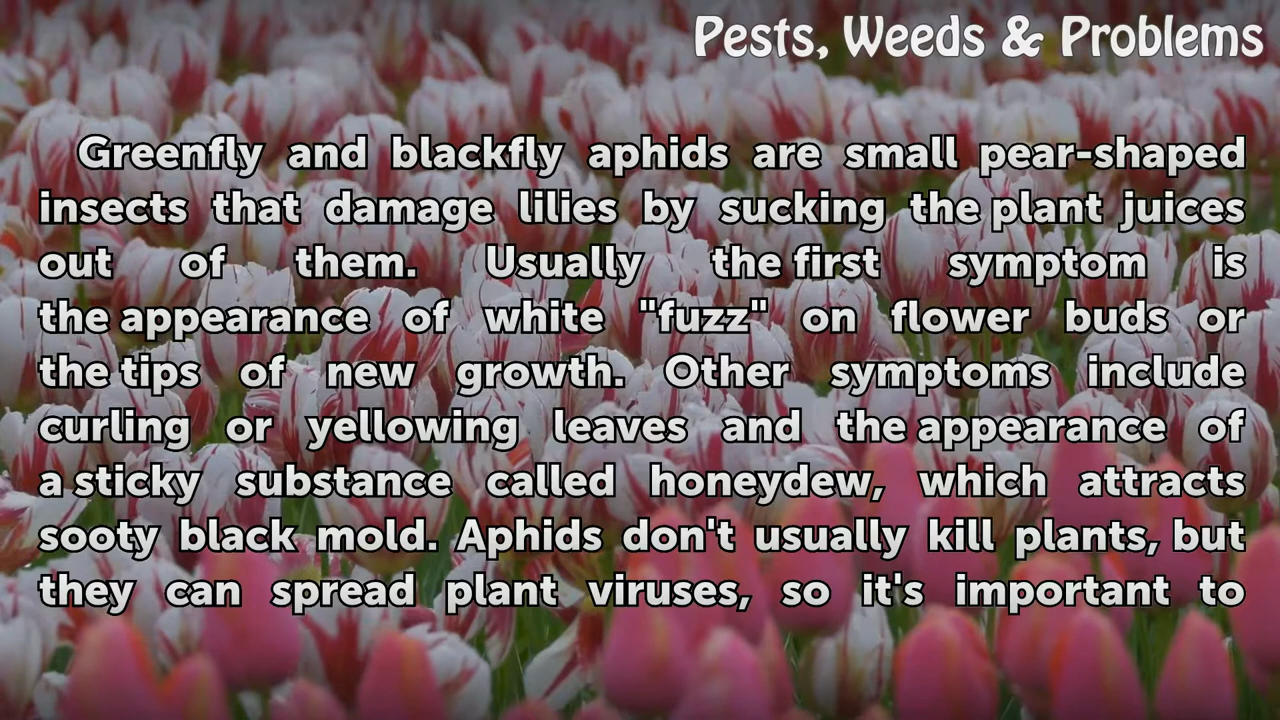 Pests, Weeds & Problems
Greenfly and blackfly aphids are small pear-shaped
insects that damage lilies by sucking the plant juices
out of them. Usually the first symptom is
the appearance of white "fuzz" on flower buds or
the tips of new growth. Other symptoms include
curling or yellowing leaves and the appearance of
a sticky substance called honeydew, which attracts
sooty black mold. Aphids don't usually kill plants, but
they can spread plant viruses, so it's important to